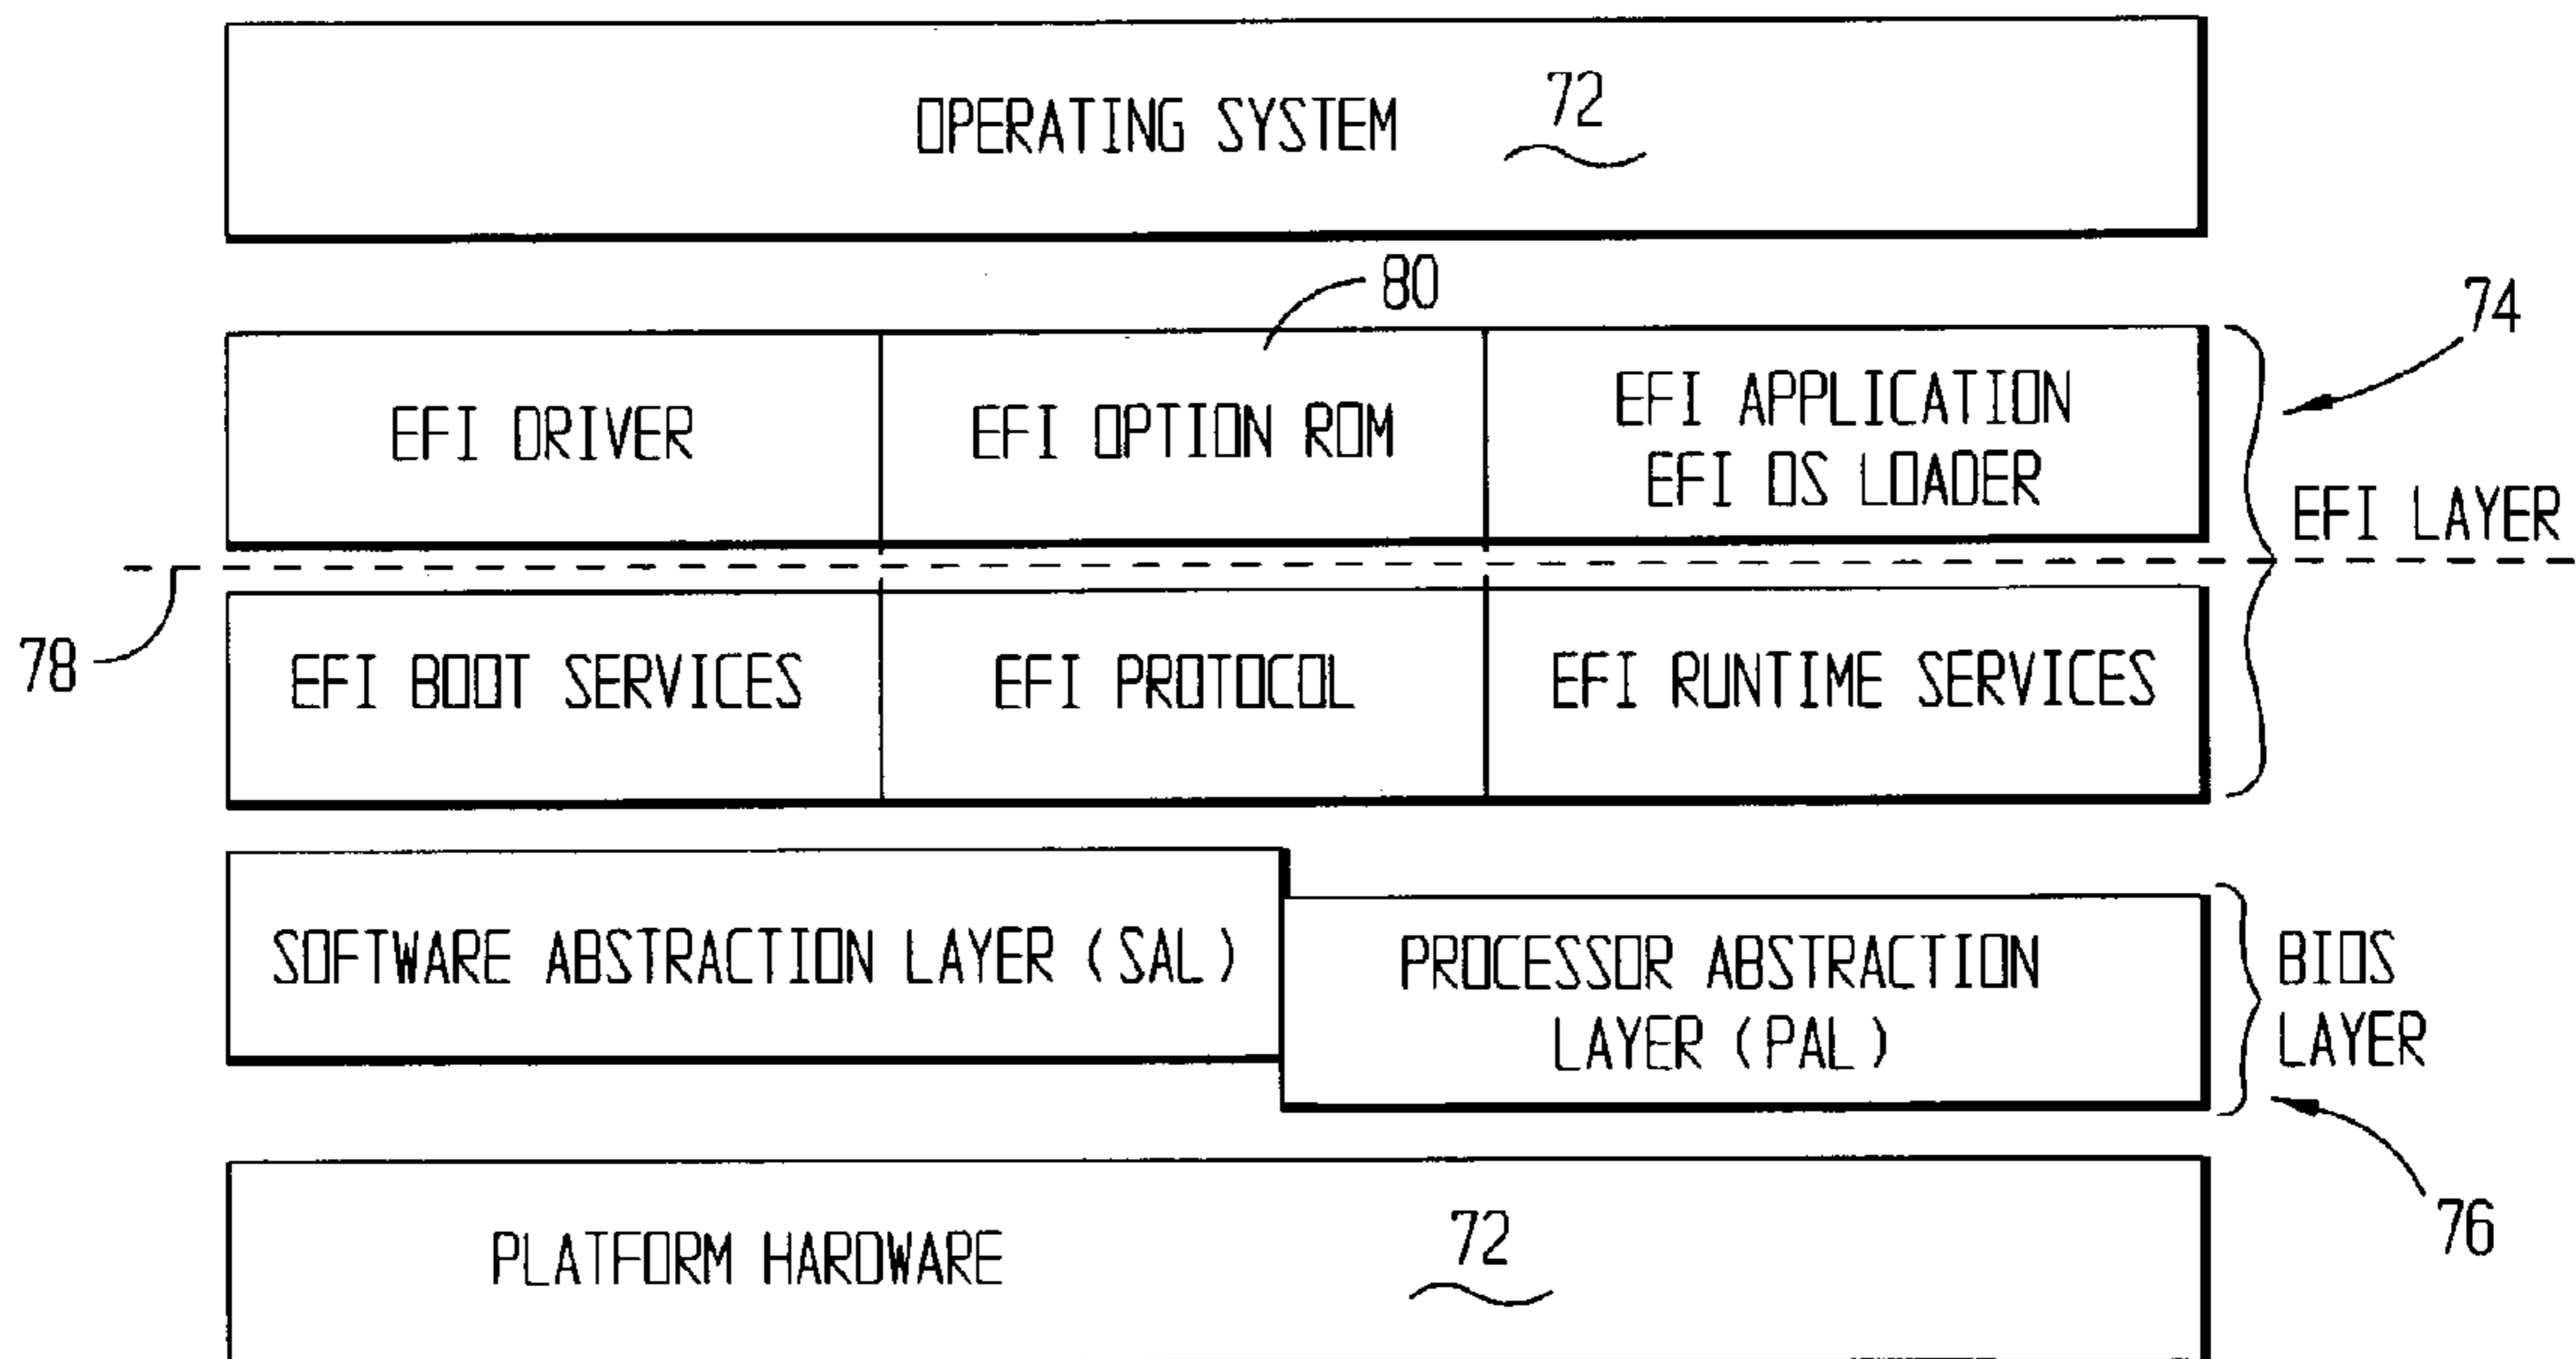 OPERATING SYSTEM 72
80
74
EFI DRIVER
EFI OPTION ROM
EFI APPLICATION
EFI OS LOADER
EFI LAYER
78
EFI BOOT SERVICES
EFI PROTOCOL
EFI RUNTIME SERVICES
SOFTWARE ABSTRACTION LAYER (SAL)
PROCESSOR ABSTRACTION
LAYER (PAL)
BIOS
LAYER
76
PLATFORM HARDWARE 72